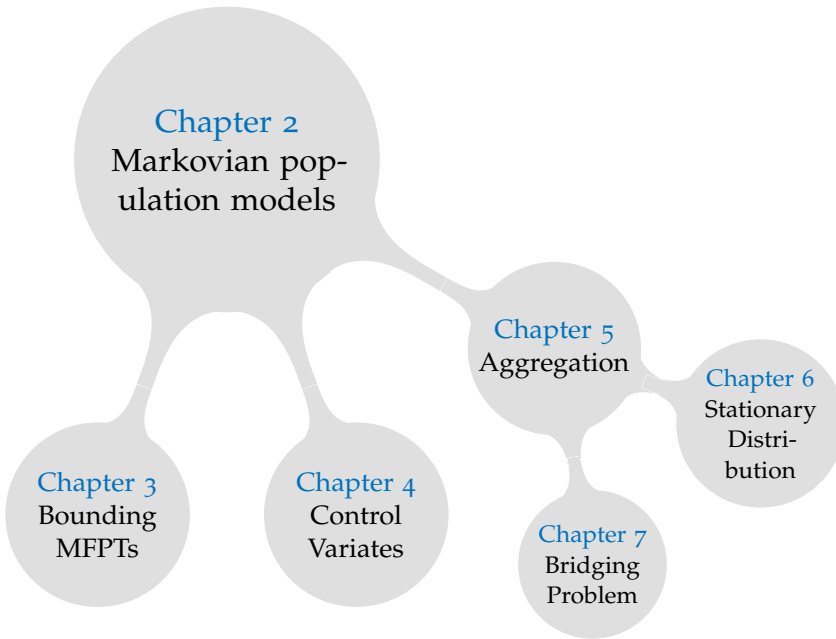 Chapter 2
Markovian pop-
ulation models
Chapter 5
Aggregation
Chapter 6
Stationary
Distri-
bution
Chapter 3
Bounding
MFPTs
Chapter 4
Control
Variates
Chapter 7
Bridging
Problem